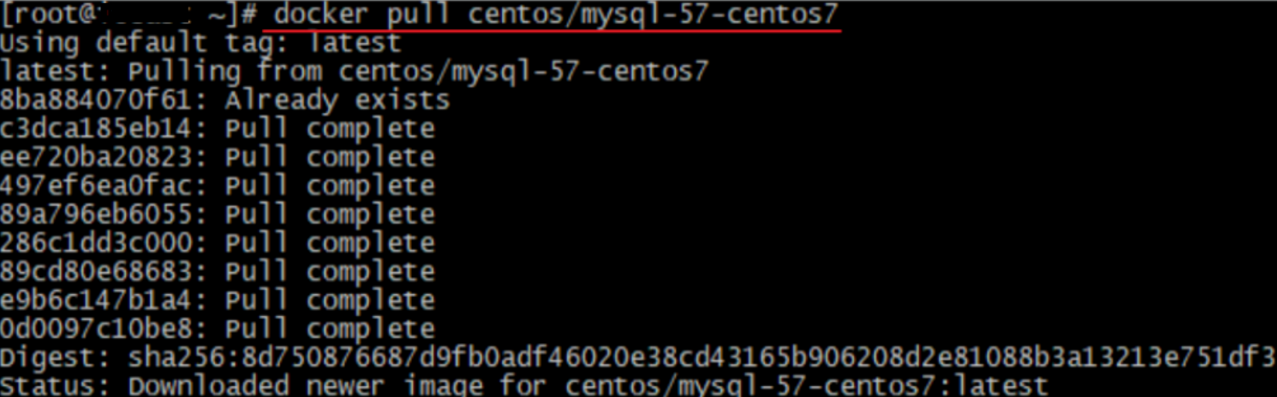 [root@ ~]# docker pull centos/mysql-57-centos7
Using default tag: latest
latest: Pulling from centos/mysql-57-centos7
8ba884070f61: Already exists
c3dca185eb14: Pull complete
ee720ba20823: Pull complete
497ef6ea0fac: Pull complete
89a796eb6055: Pull complete
286c1dd3c000: Pull complete
89cd80e68683: Pull complete
e9b6c147b1a4: Pull complete
0d0097c10be8: Pull complete
Digest: sha256:8d750876687d9fb0adf46020e38cd43165b906208d2e81088b3a13213e751df3
Status: Downloaded newer image for centos/mysql-57-centos7:latest